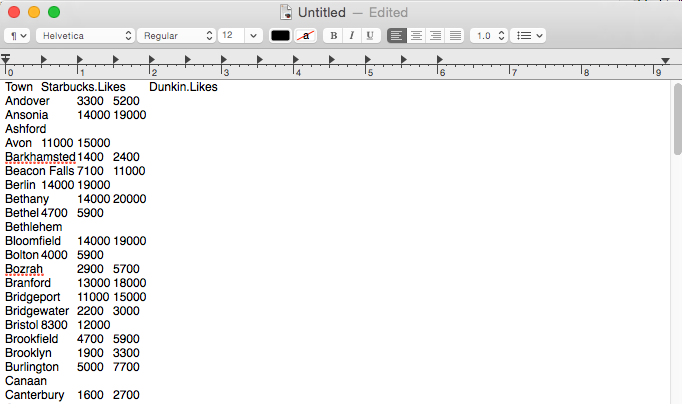 Untitled — Edited
¶ Helvetica Regular 12 a B I U 1.0
0 1 2 3 4 5 6 7 8 9
Town Starbucks.Likes Dunkin.Likes
Andover 3300 5200
Ansonia 14000 19000
Ashford
Avon 11000 15000
Barkhamsted 1400 2400
Beacon Falls 7100 11000
Berlin 14000 19000
Bethany 14000 20000
Bethel 4700 5900
Bethlehem
Bloomfield 14000 19000
Bolton 4000 5900
Bozrah 2900 5700
Branford 13000 18000
Bridgeport 11000 15000
Bridgewater 2200 3000
Bristol 8300 12000
Brookfield 4700 5900
Brooklyn 1900 3300
Burlington 5000 7700
Canaan
Canterbury 1600 2700